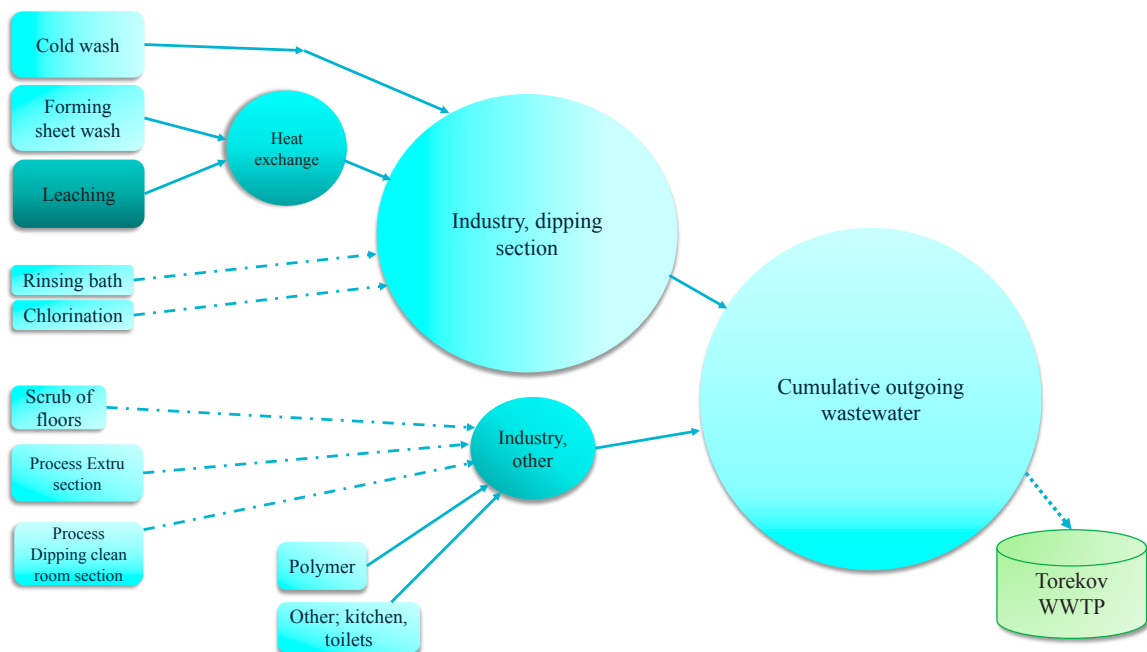 Cold wash
Forming
sheet wash
Leaching
Heat
exchange
Industry, dipping
section
Rinsing bath
Chlorination
Cumulative outgoing
wastewater
Scrub of
floors
Process Extru
section
Process
Dipping clean
room section
Industry,
other
Polymer
Other; kitchen,
toilets
Torekov
WWTP